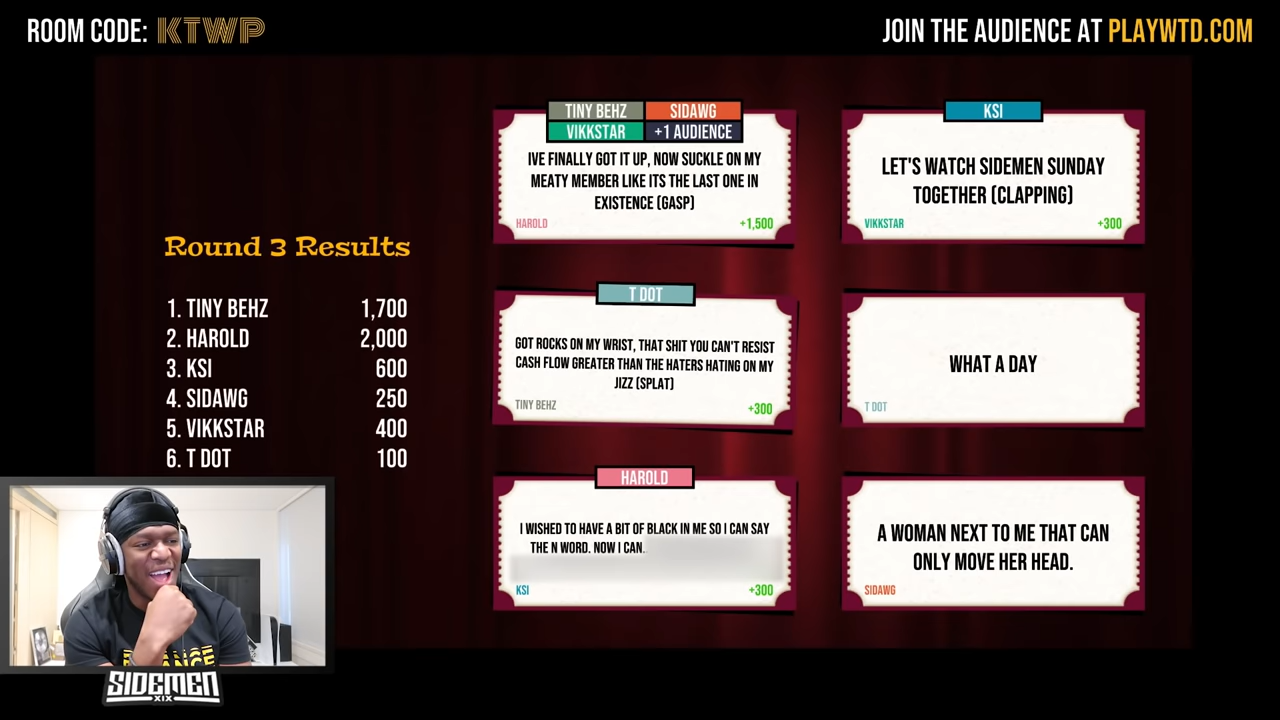 ROOM CODE: KTWP
JOIN THE AUDIENCE AT PLAYWTD.COM
Round 3 Results
1. TINY BEHZ 1,700
2. HAROLD 2,000
3. KSI 600
4. SIDAWG 250
5. VIKKSTAR 400
6. T DOT 100
TINY BEHZ SIDAWG
VIKKSTAR +1 AUDIENCE
IVE FINALLY GOT IT UP, NOW SUCKLE ON MY
MEATY MEMBER LIKE ITS THE LAST ONE IN
EXISTENCE (GASP)
HAROLD +1,500
KSI
LET'S WATCH SIDEMEN SUNDAY
TOGETHER (CLAPPING)
VIKKSTAR +300
T DOT
GOT ROCKS ON MY WRIST, THAT SHIT YOU CAN'T RESIST
CASH FLOW GREATER THAN THE HATERS HATING ON MY
JIZZ (SPLAT)
TINY BEHZ +300
WHAT A DAY
T DOT
HAROLD
I WISHED TO HAVE A BIT OF BLACK IN ME SO I CAN SAY
THE N WORD. NOW I CAN.
KSI +300
A WOMAN NEXT TO ME THAT CAN
ONLY MOVE HER HEAD.
SIDAWG
SIDEMEN
XIX